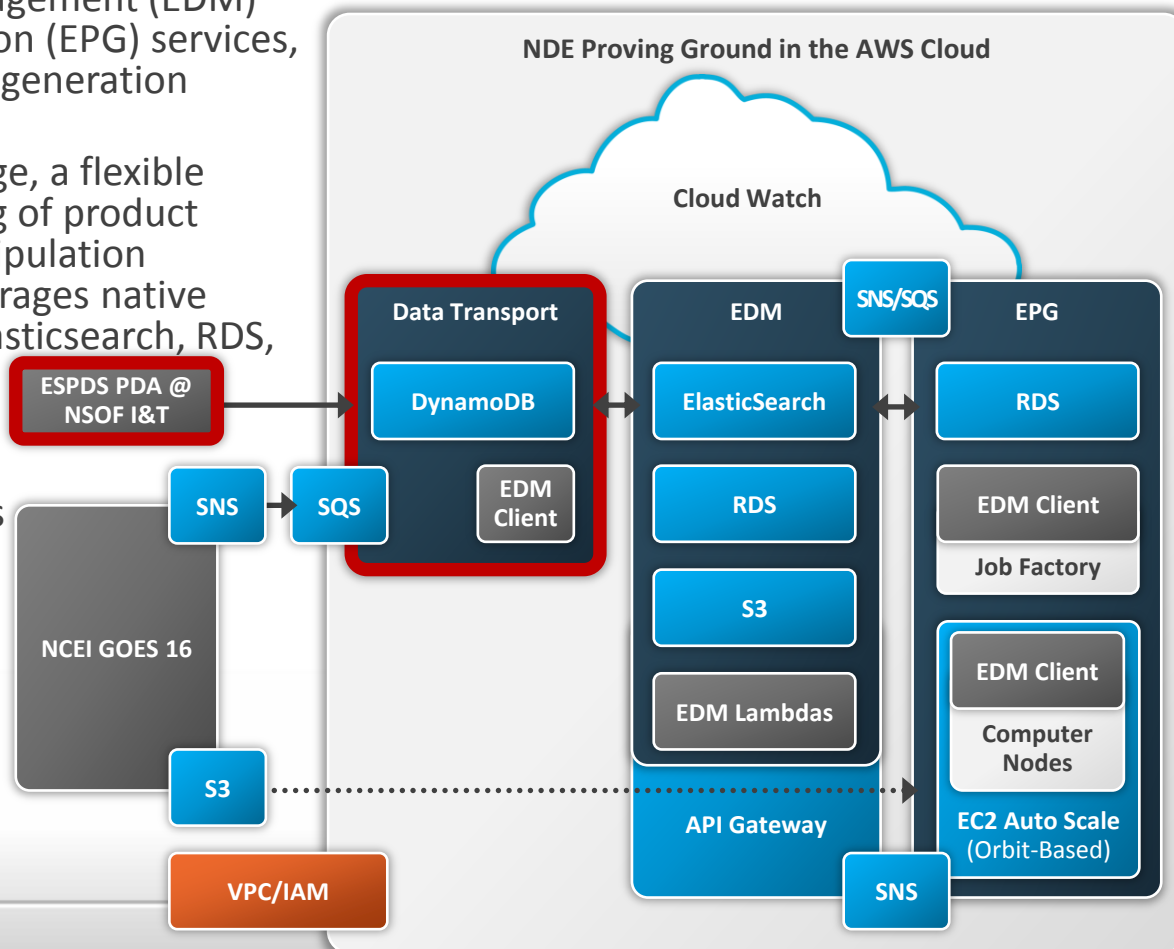 gement (EDM)
on (EPG) services,
generation
ge, a flexible
g of product
ipulation
rages native
asticsearch, RDS,
s
NDE Proving Ground in the AWS Cloud
Cloud Watch
Data Transport
DynamoDB
EDM
Client
ESPDS PDA @
NSOF I&T
SNS
SQS
NCEI GOES 16
S3
VPC/IAM
EDM
ElasticSearch
RDS
S3
EDM Lambdas
API Gateway
SNS/SQS
EPG
RDS
EDM Client
Job Factory
EDM Client
Computer
Nodes
EC2 Auto Scale
(Orbit-Based)
SNS